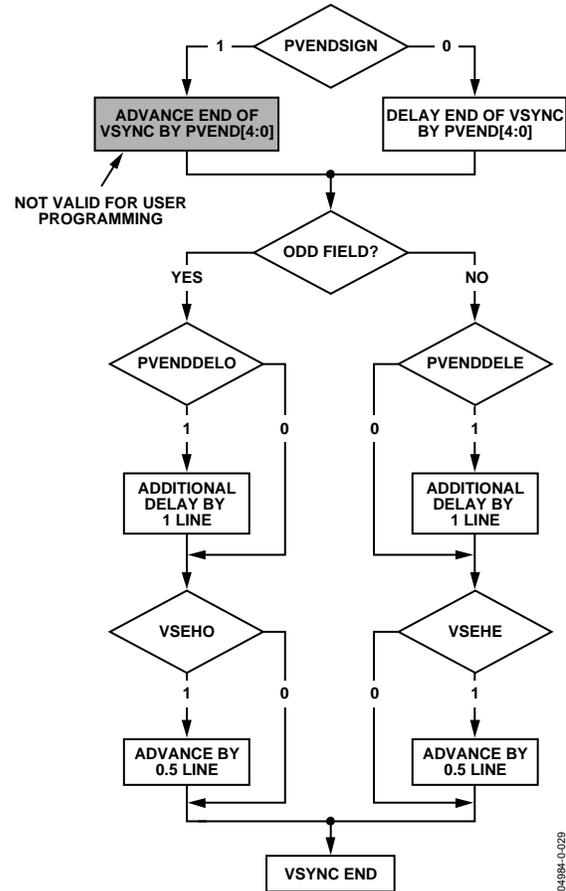 PVENDSIGN
1
0
ADVANCE END OF
VSYNC BY PVEND[4:0]
DELAY END OF VSYNC
BY PVEND[4:0]
NOT VALID FOR USER
PROGRAMMING
ODD FIELD?
YES
NO
PVENDDELO
PVENDDELE
1
0
0
1
ADDITIONAL
DELAY BY
1 LINE
ADDITIONAL
DELAY BY
1 LINE
VSEHO
VSEHE
1
0
0
1
ADVANCE BY
0.5 LINE
ADVANCE BY
0.5 LINE
VSYNC END
04984-0-029